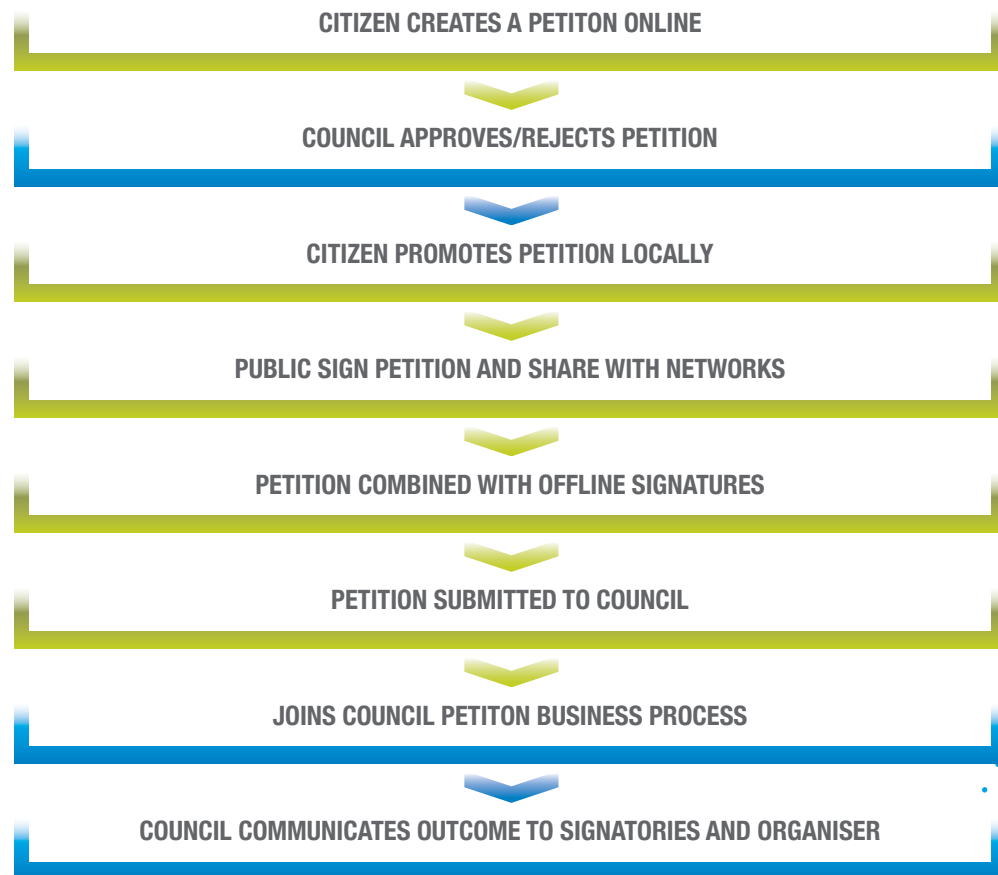 CITIZEN CREATES A PETITON ONLINE
COUNCIL APPROVES/REJECTS PETITION
CITIZEN PROMOTES PETITION LOCALLY
PUBLIC SIGN PETITION AND SHARE WITH NETWORKS
PETITION COMBINED WITH OFFLINE SIGNATURES
PETITION SUBMITTED TO COUNCIL
JOINS COUNCIL PETITON BUSINESS PROCESS
COUNCIL COMMUNICATES OUTCOME TO SIGNATORIES AND ORGANISER